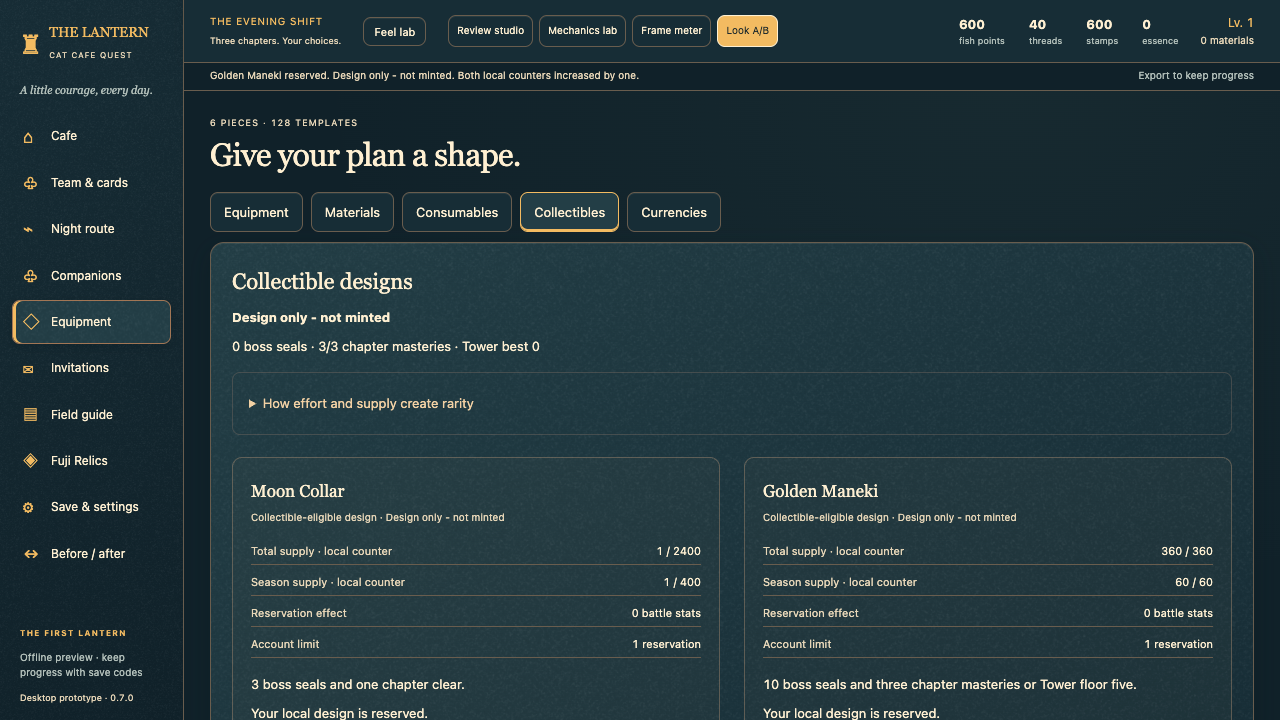 THE LANTERN
CAT CAFE QUEST
A little courage, every day.
Cafe
Team & cards
Night route
Companions
Equipment
Invitations
Field guide
Fuji Relics
Save & settings
Before / after
THE FIRST LANTERN
Offline preview · keep
progress with save codes
Desktop prototype · 0.7.0
THE EVENING SHIFT
Three chapters. Your choices.
Feel lab
Review studio
Mechanics lab
Frame meter
Look A/B
600
fish points
40
threads
600
stamps
0
essence
Lv. 1
0 materials
Golden Maneki reserved. Design only - not minted. Both local counters increased by one.
Export to keep progress
6 PIECES · 128 TEMPLATES
Give your plan a shape.
Equipment
Materials
Consumables
Collectibles
Currencies
Collectible designs
Design only - not minted
0 boss seals · 3/3 chapter masteries · Tower best 0
How effort and supply create rarity
Moon Collar
Collectible-eligible design · Design only - not minted
Total supply · local counter 1 / 2400
Season supply · local counter 1 / 400
Reservation effect 0 battle stats
Account limit 1 reservation
3 boss seals and one chapter clear.
Your local design is reserved.
Golden Maneki
Collectible-eligible design · Design only - not minted
Total supply · local counter 360 / 360
Season supply · local counter 60 / 60
Reservation effect 0 battle stats
Account limit 1 reservation
10 boss seals and three chapter masteries or Tower floor five.
Your local design is reserved.